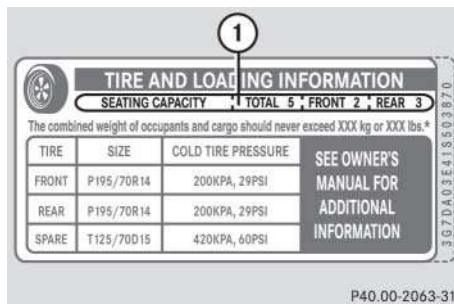 1
TIRE AND LOADING INFORMATION
SEATING CAPACITY TOTAL 5 FRONT 2 REAR 3
The combined weight of occupants and cargo should never exceed XXX kg or XXX lbs.*
TIRE SIZE COLD TIRE PRESSURE SEE OWNER'S MANUAL FOR ADDITIONAL INFORMATION
FRONT P195/70R14 200KPA, 29PSI
REAR P195/70R14 200KPA, 29PSI
SPARE T125/70D15 420KPA, 60PSI
3G7DA03E41S503870
P40.00-2063-31